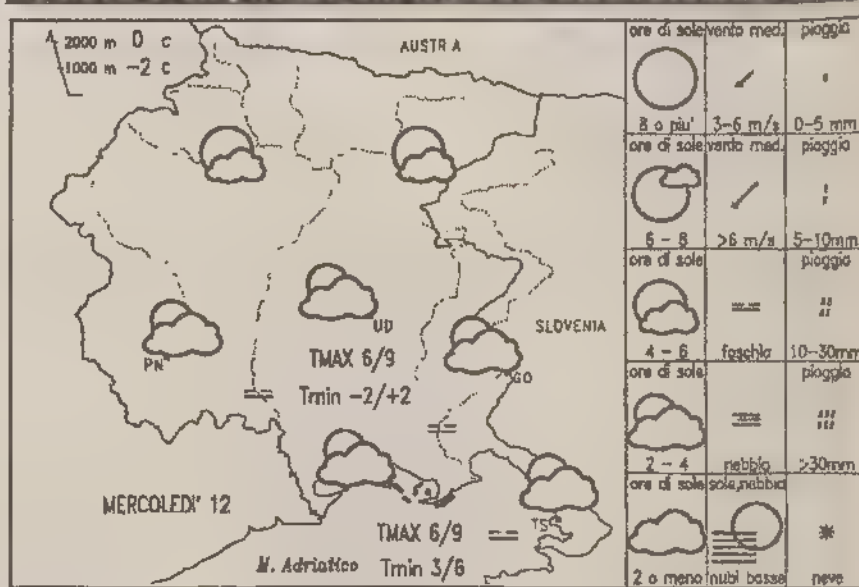 2000 m 0 c
1000 m -2 c
AUSTRIA
UD
SLOVENIA
PN
TMAX 6/9
GO
Tmin -2/+2
MERCOLEDI' 12
TS
TMAX 6/9
M. Adriatico Tmin 3/6
ore di sole vento med. pioggia
8 o piu' 3-6 m/s 0-5 mm
ore di sole vento med. pioggia
6 - 8 >6 m/s 5-10mm
ore di sole pioggia
4 - 6 foschia 10-30mm
ore di sole pioggia
2 - 4 nebbia >30mm
ore di sole sole,nebbia
2 o meno nubi basse neve